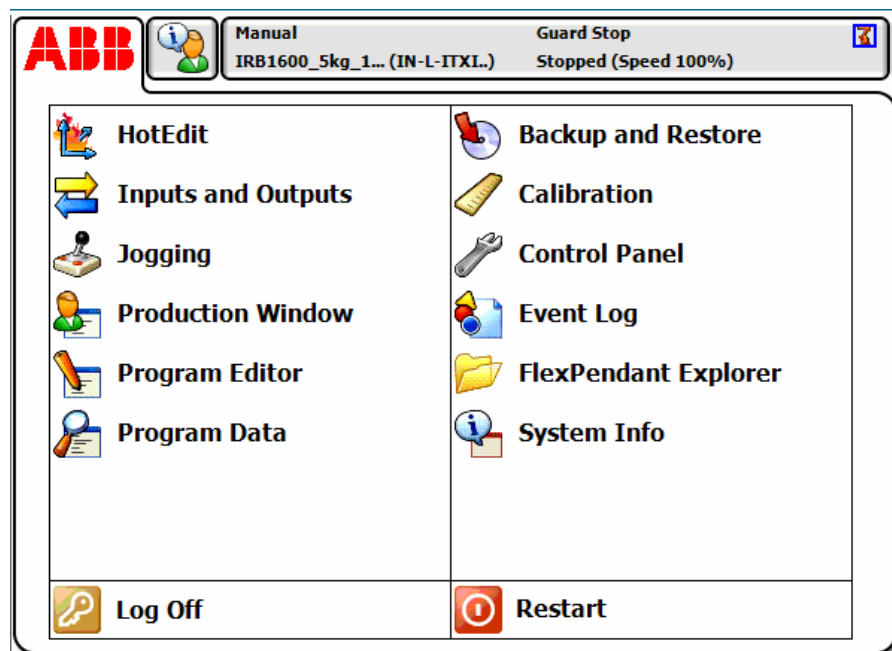 ABB
Manual
Guard Stop
IRB1600_5kg_1... (IN-L-ITXI..)
Stopped (Speed 100%)
HotEdit
Backup and Restore
Inputs and Outputs
Calibration
Jogging
Control Panel
Production Window
Event Log
Program Editor
FlexPendant Explorer
Program Data
System Info
Log Off
Restart